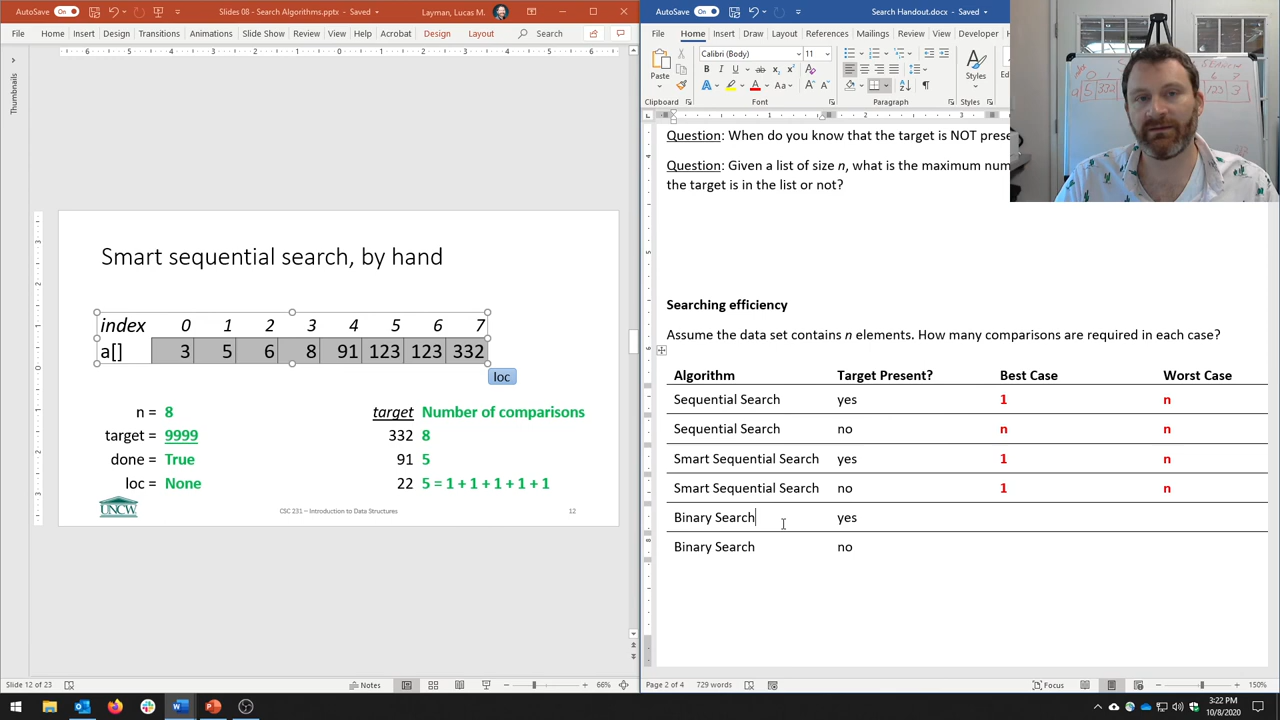 AutoSave On Slides 08 - Search Algorithms.pptx - Saved Layman, Lucas M.
File Home Insert Design Transitions Animations Slide Show Review View Help Acrobat Design Layout Search
Thumbnails
Smart sequential search, by hand
index 0 1 2 3 4 5 6 7
a[] 3 5 6 8 91 123 123 332
loc
n = 8 target Number of comparisons
target = 9999 332 8
done = True 91 5
loc = None 22 5 = 1 + 1 + 1 + 1 + 1
UNCW CSC 231 – Introduction to Data Structures 12
Slide 12 of 23 Notes 66%
AutoSave On Search Handout.docx - Saved
File Home Insert Draw Design Layout References Mailings Review View Developer
Paste Calibri (Body) 11 Styles Editing
Clipboard Font Paragraph Styles
Question: When do you know that the target is NOT prese
Question: Given a list of size n, what is the maximum num
the target is in the list or not?
Searching efficiency
Assume the data set contains n elements. How many comparisons are required in each case?
Algorithm Target Present? Best Case Worst Case
Sequential Search yes 1 n
Sequential Search no n n
Smart Sequential Search yes 1 n
Smart Sequential Search no 1 n
Binary Search yes
Binary Search no
Page 2 of 4 729 words Focus 150%
3:22 PM
10/8/2020